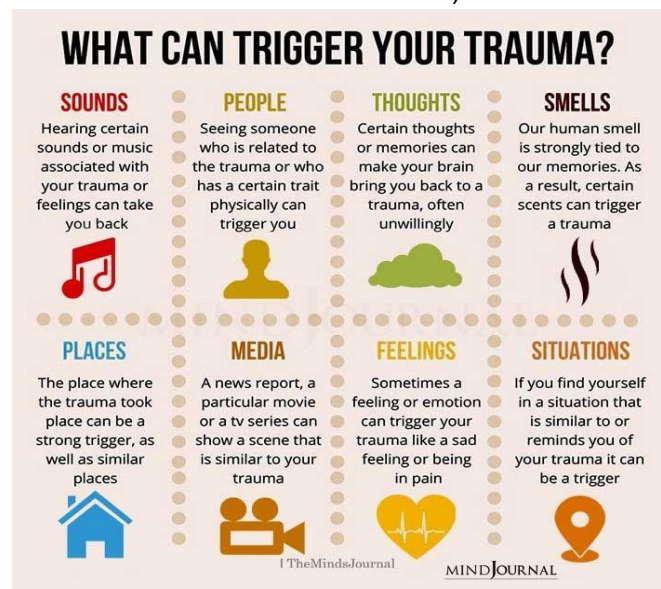 WHAT CAN TRIGGER YOUR TRAUMA?
SOUNDS
Hearing certain
sounds or music
associated with
your trauma or
feelings can take
you back
PEOPLE
Seeing someone
who is related to
the trauma or who
has a certain trait
physically can
trigger you
THOUGHTS
Certain thoughts
or memories can
make your brain
bring you back to a
trauma, often
unwillingly
SMELLS
Our human smell
is strongly tied to
our memories. As
a result, certain
scents can trigger
a trauma
MIND JOURNAL
PLACES
The place where
the trauma took
place can be a
strong trigger, as
well as similar
places
MEDIA
A news report, a
particular movie
or a tv series can
show a scene that
is similar to your
trauma
FEELINGS
Sometimes a
feeling or emotion
can trigger your
trauma like a sad
feeling or being
in pain
SITUATIONS
If you find yourself
in a situation that
is similar to or
reminds you of
your trauma it can
be a trigger
| TheMindsJournal
MIND JOURNAL